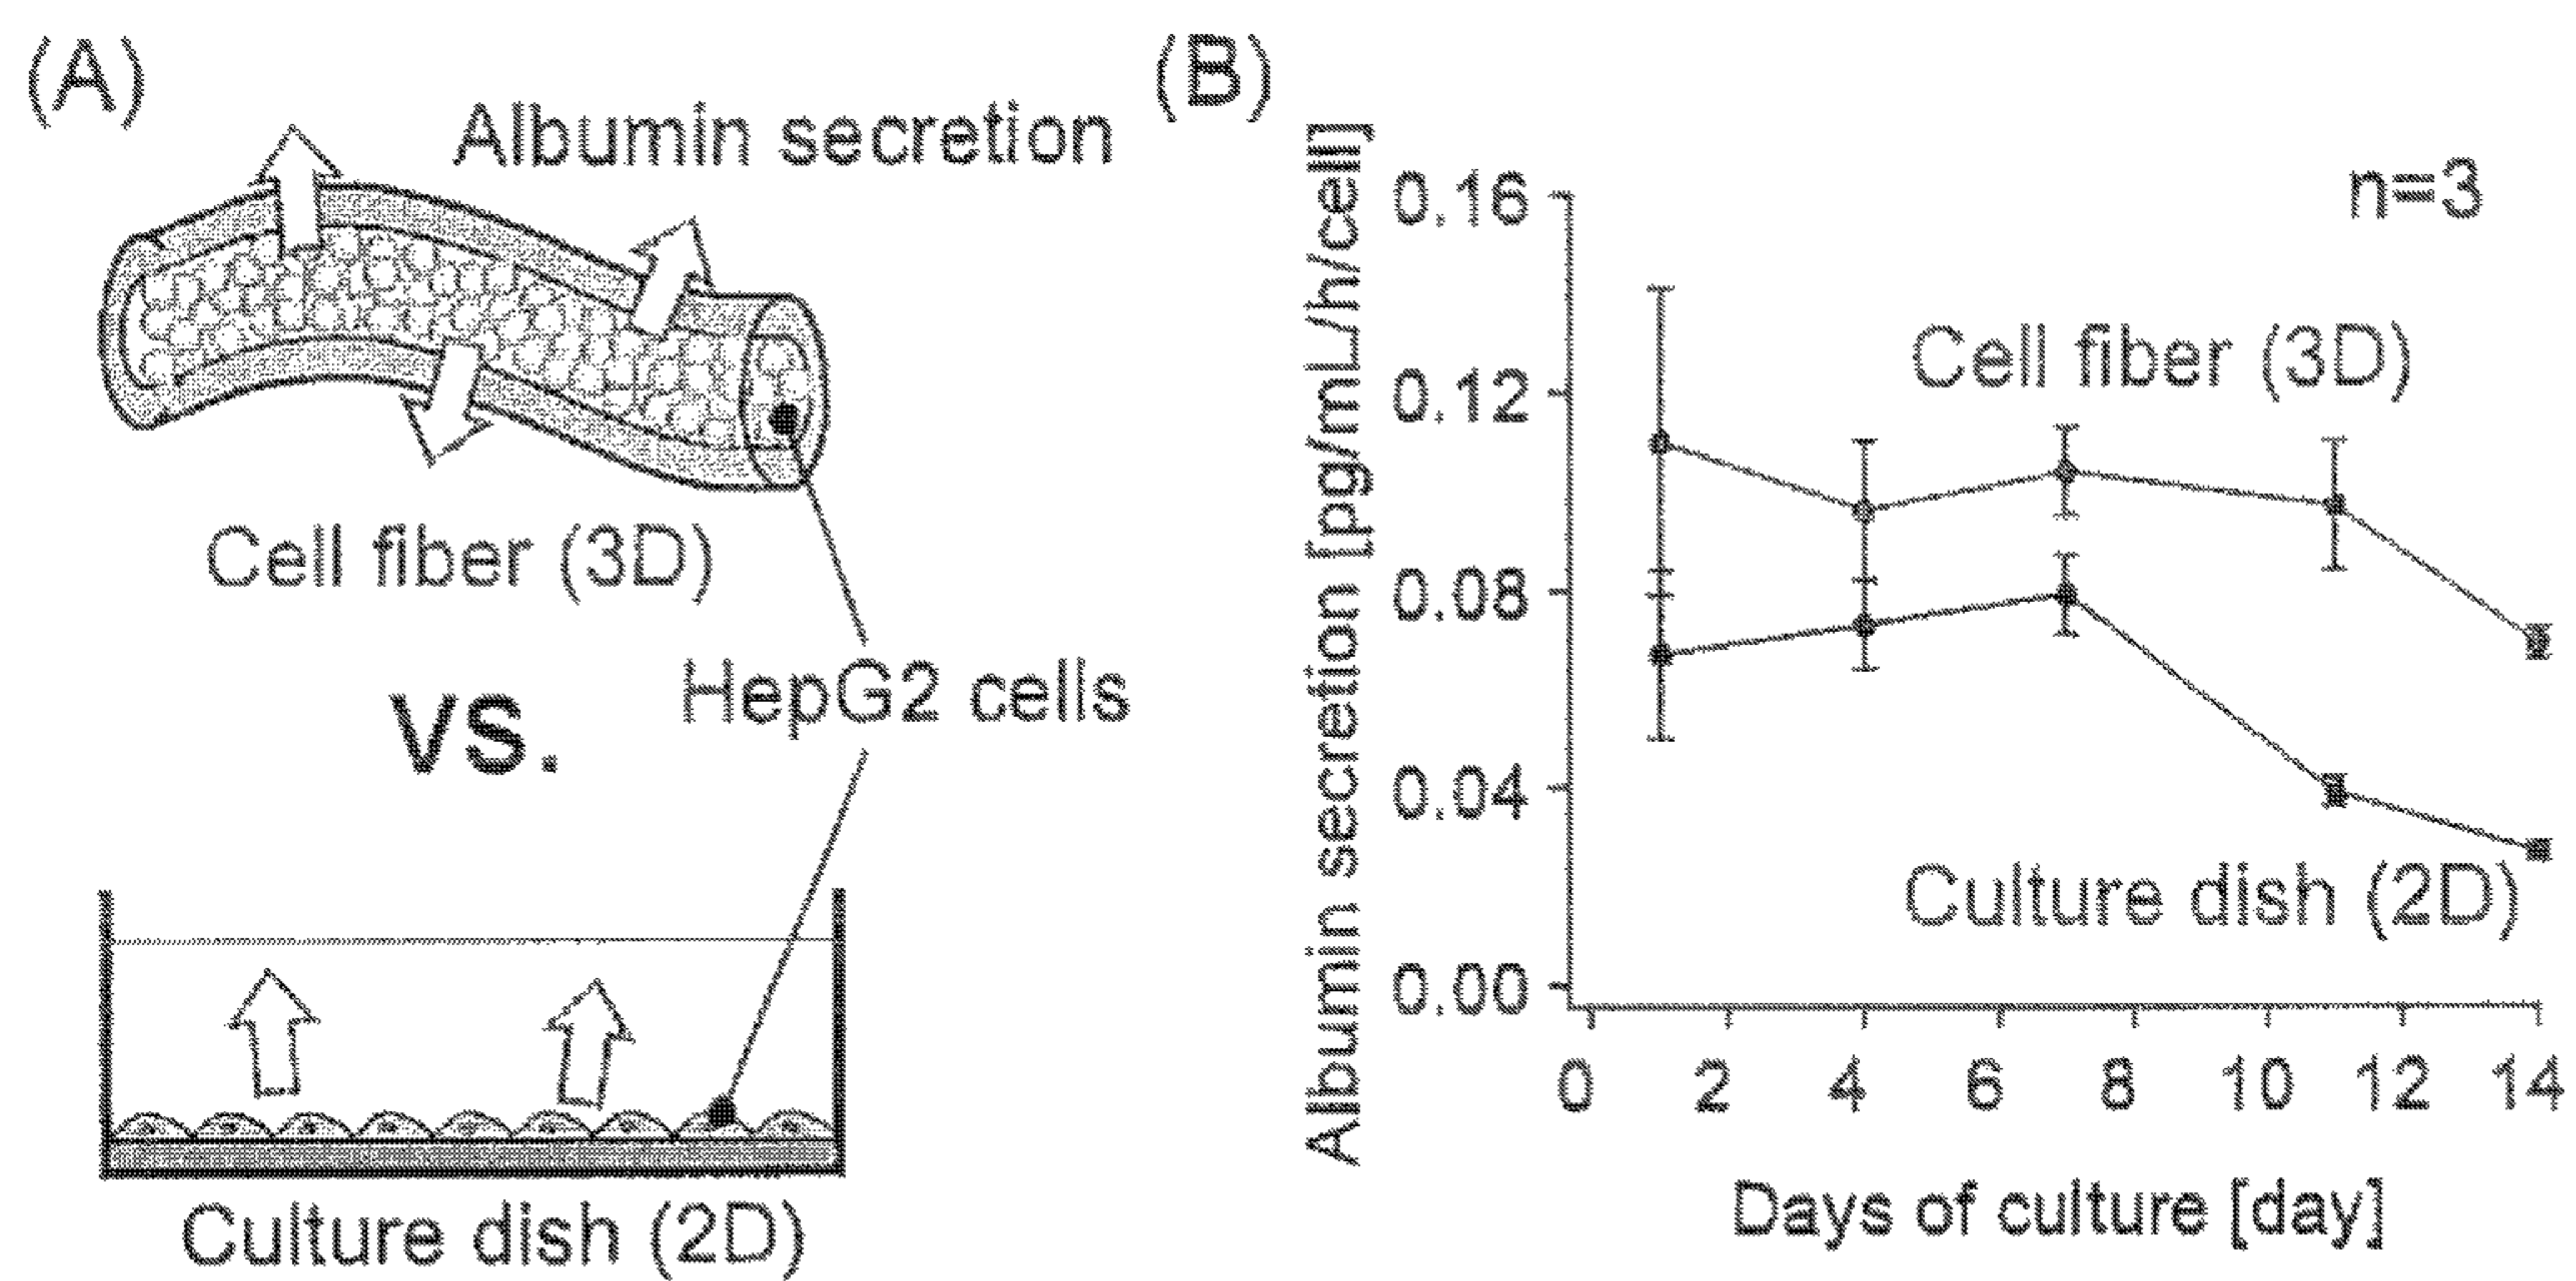 (A)
Albumin secretion
Cell fiber (3D)
vs.
HepG2 cells
Culture dish (2D)
(B)
Albumin secretion [pg/mL/h/cell]
0.16
0.12
0.08
0.04
0.00
n=3
Cell fiber (3D)
Culture dish (2D)
0 2 4 6 8 10 12 14
Days of culture [day]